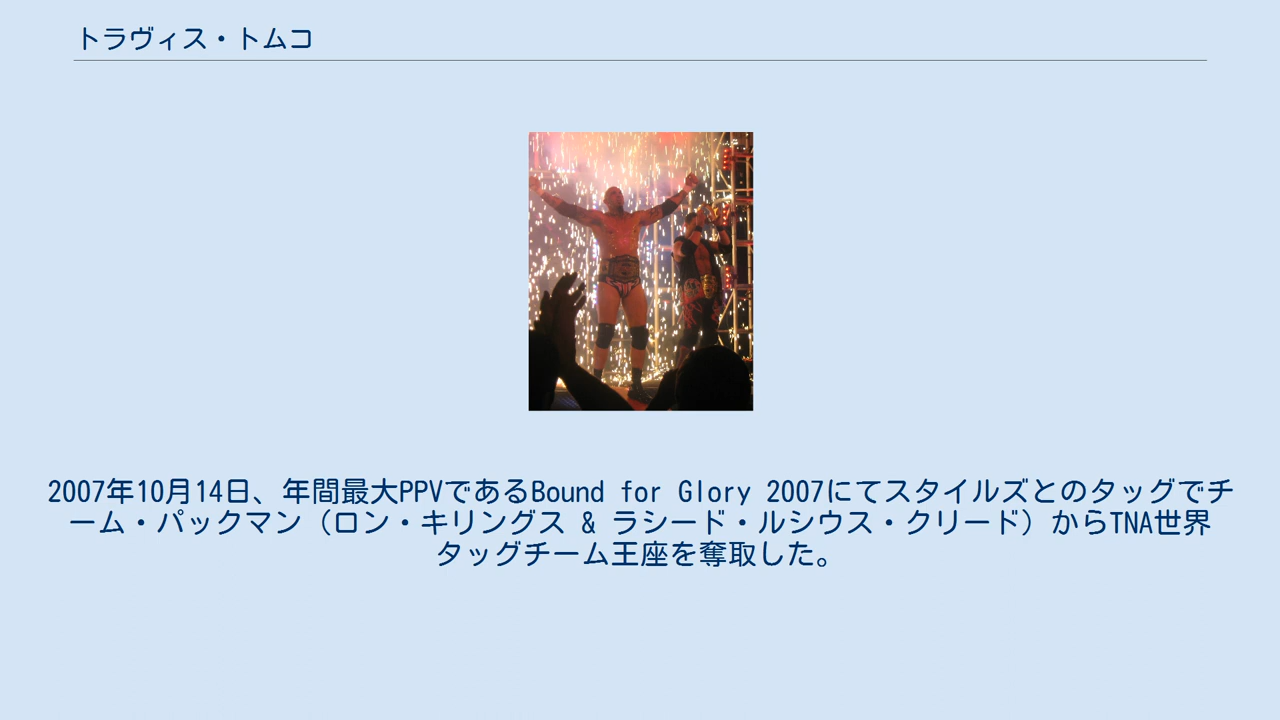 トラヴィス・トムコ
2007年10月14日、年間最大PPVであるBound for Glory 2007にてスタイルズとのタッグでチ
ーム・パックマン（ロン・キリングス & ラシード・ルシウス・クリード）からTNA世界
タッグチーム王座を奪取した。